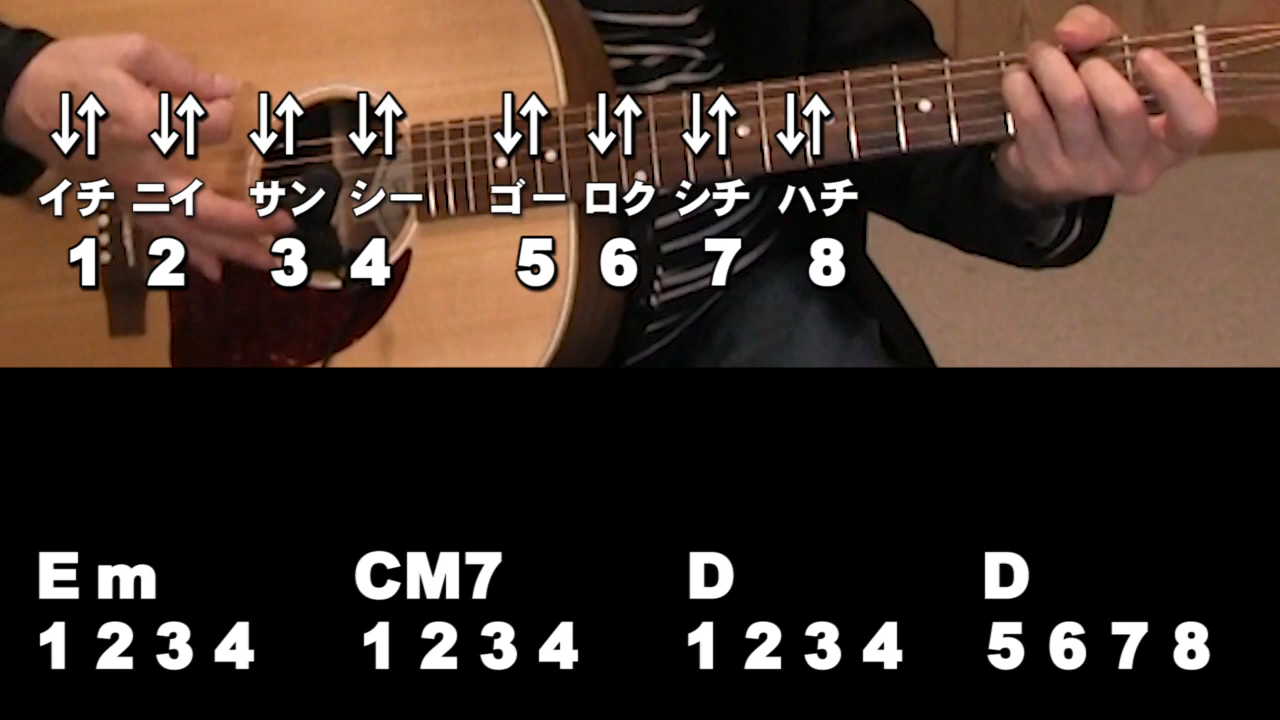 ↓↑ ↓↑ ↓↑ ↓↑ ↓↑ ↓↑ ↓↑ ↓↑
イチ ニイ サン シー ゴー ロク シチ ハチ
1 2 3 4 5 6 7 8
Em CM7 D D
1 2 3 4 1 2 3 4 1 2 3 4 5 6 7 8